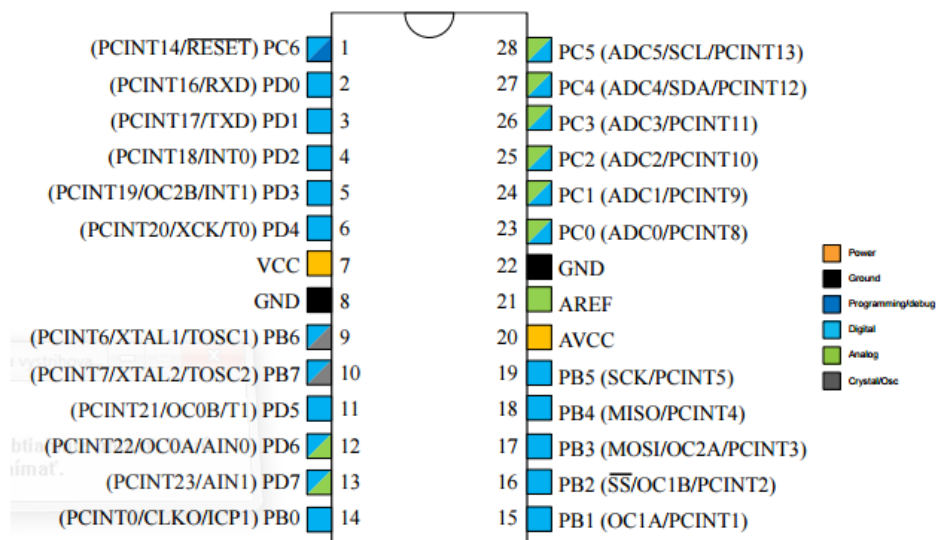 (PCINT14/RESET) PC6 1
(PCINT16/RXD) PD0 2
(PCINT17/TXD) PD1 3
(PCINT18/INT0) PD2 4
(PCINT19/OC2B/INT1) PD3 5
(PCINT20/XCK/T0) PD4 6
VCC 7
GND 8
(PCINT6/XTAL1/TOSC1) PB6 9
(PCINT7/XTAL2/TOSC2) PB7 10
(PCINT21/OC0B/T1) PD5 11
(PCINT22/OC0A/AIN0) PD6 12
(PCINT23/AIN1) PD7 13
(PCINT0/CLKO/ICP1) PB0 14
28 PC5 (ADC5/SCL/PCINT13)
27 PC4 (ADC4/SDA/PCINT12)
26 PC3 (ADC3/PCINT11)
25 PC2 (ADC2/PCINT10)
24 PC1 (ADC1/PCINT9)
23 PC0 (ADC0/PCINT8)
22 GND
21 AREF
20 AVCC
19 PB5 (SCK/PCINT5)
18 PB4 (MISO/PCINT4)
17 PB3 (MOSI/OC2A/PCINT3)
16 PB2 (SS/OC1B/PCINT2)
15 PB1 (OC1A/PCINT1)
Power
Ground
Programming/debug
Digital
Analog
Crystal/Osc